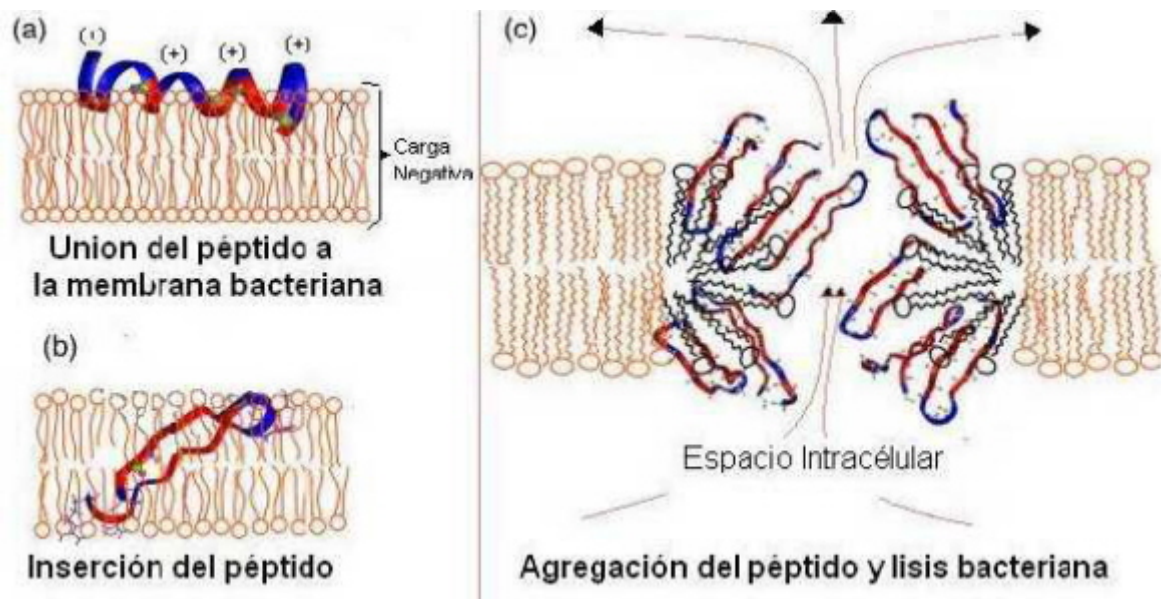 (a)
(+)
(+)
(+)
(+)
Carga
Negativa
Union del péptido a
la membrana bacteriana
(b)
Inserción del péptido
(c)
Espacio Intracélular
Agregación del péptido y lisis bacteriana